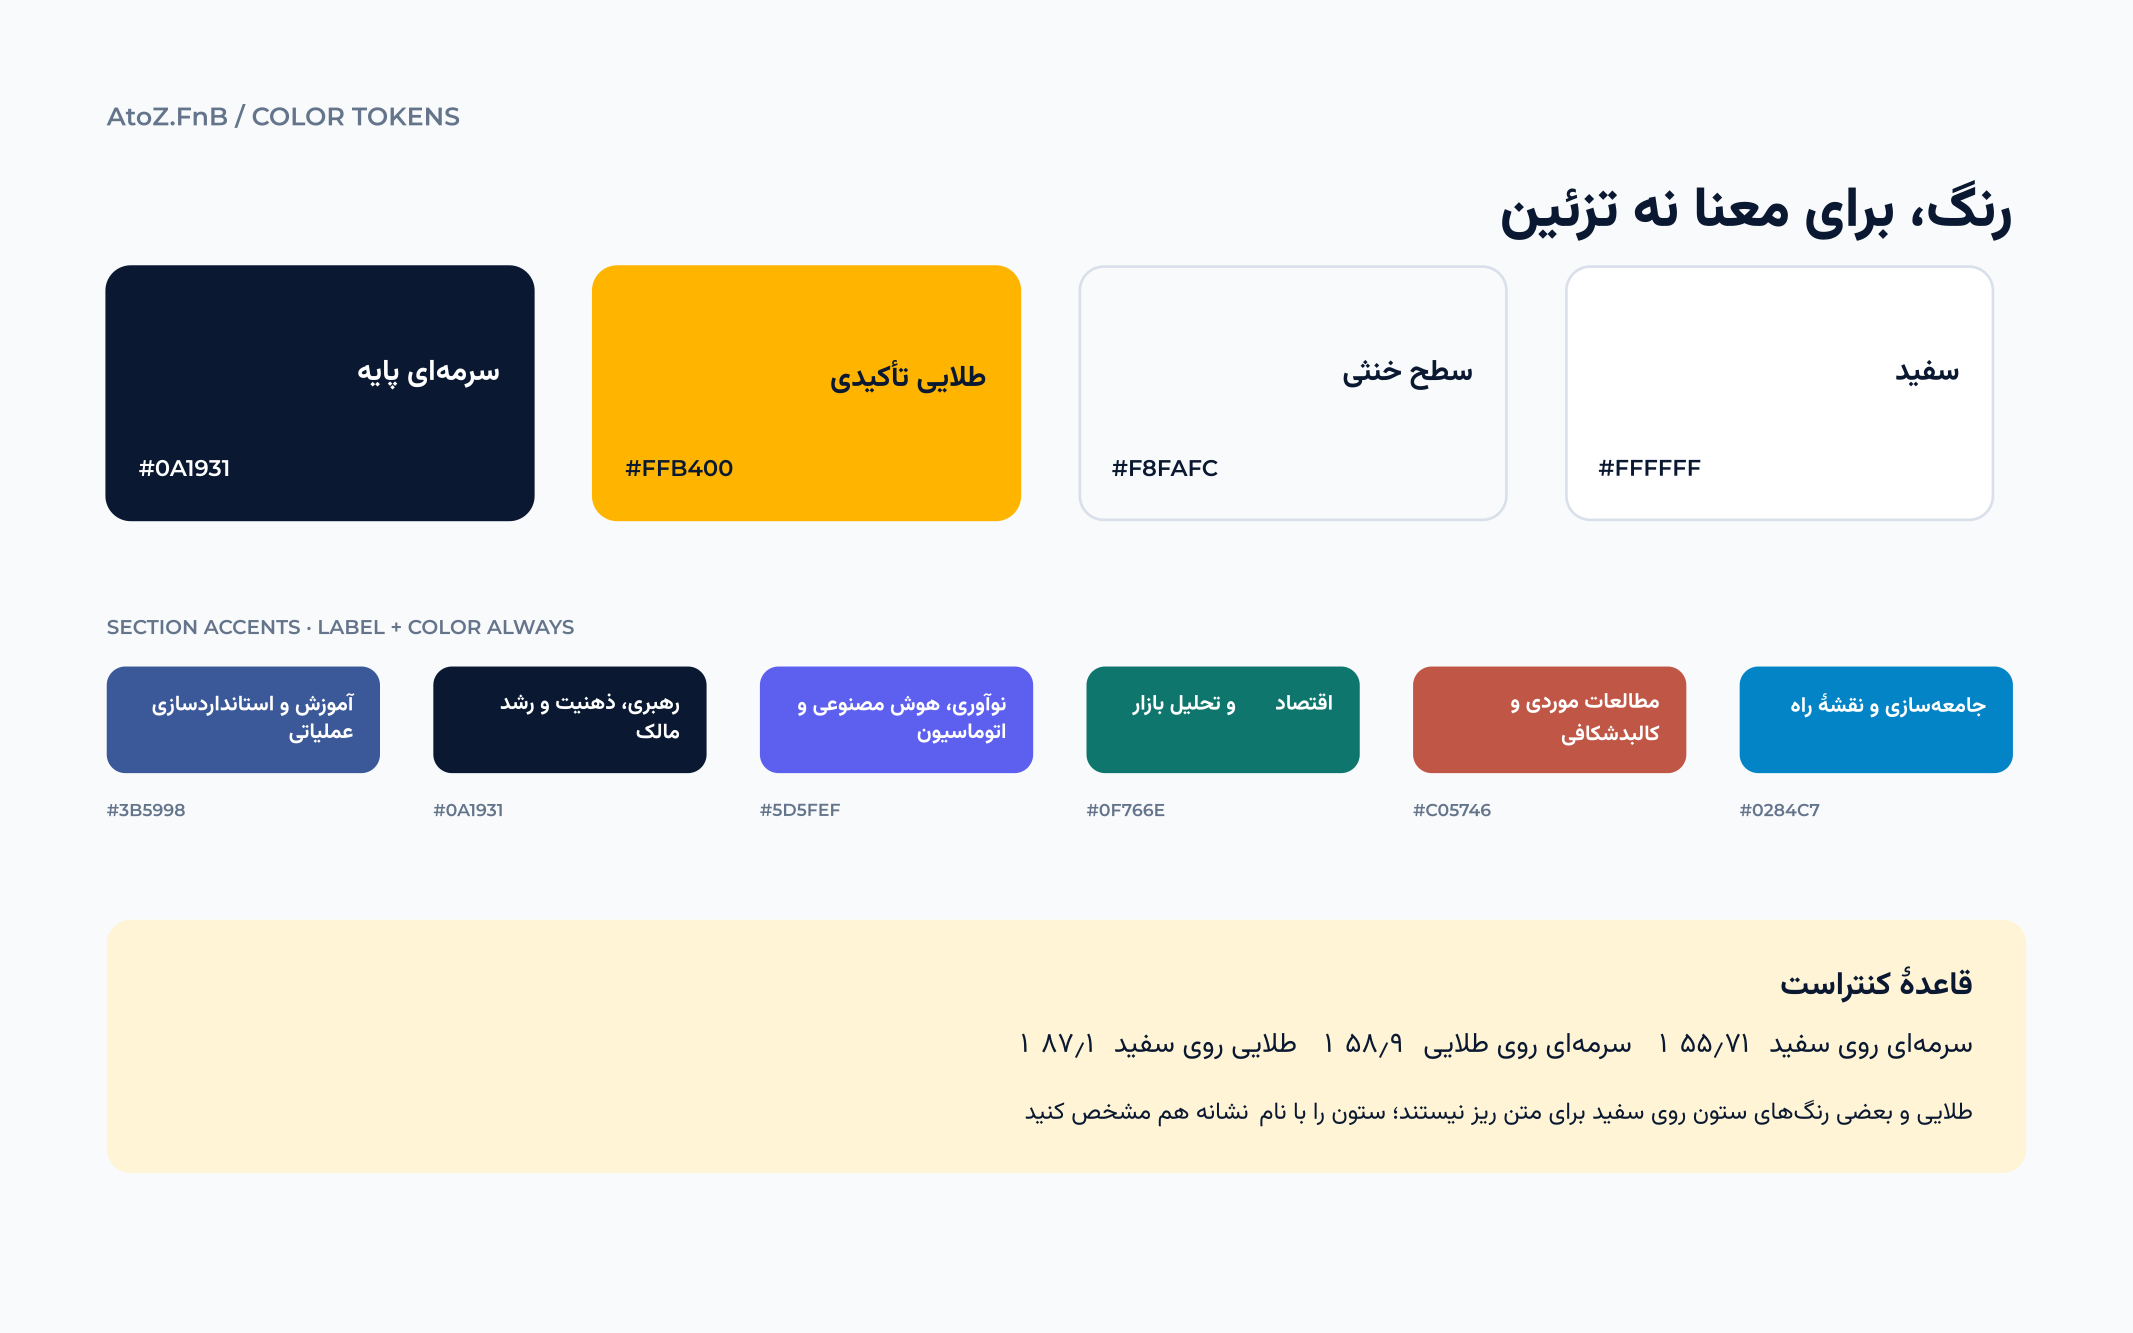 AtoZ.FnB / COLOR TOKENS
رنگ، برای معنا نه تزئین
سرمه‌ای پایه
#0A1931
طلایی تأکیدی
#FFB400
سطح خنثی
#F8FAFC
سفید
#FFFFFF
SECTION ACCENTS · LABEL + COLOR ALWAYS
آموزش و استانداردسازی
عملیاتی
#3B5998
رهبری، ذهنیت و رشد
مالک
#0A1931
نوآوری، هوش مصنوعی و
اتوماسیون
#5D5FEF
اقتصاد و تحلیل بازار
#0F766E
مطالعات موردی و
کالبدشکافی
#C05746
جامعه‌سازی و نقشهٔ راه
#0284C7
قاعدهٔ کنتراست
سرمه‌ای روی سفید ۵۵٫۷۱ ۱ سرمه‌ای روی طلایی ۵۸٫۹ ۱ طلایی روی سفید ۸۷٫۱ ۱
طلایی و بعضی رنگ‌های ستون روی سفید برای متن ریز نیستند؛ ستون را با نام نشانه هم مشخص کنید